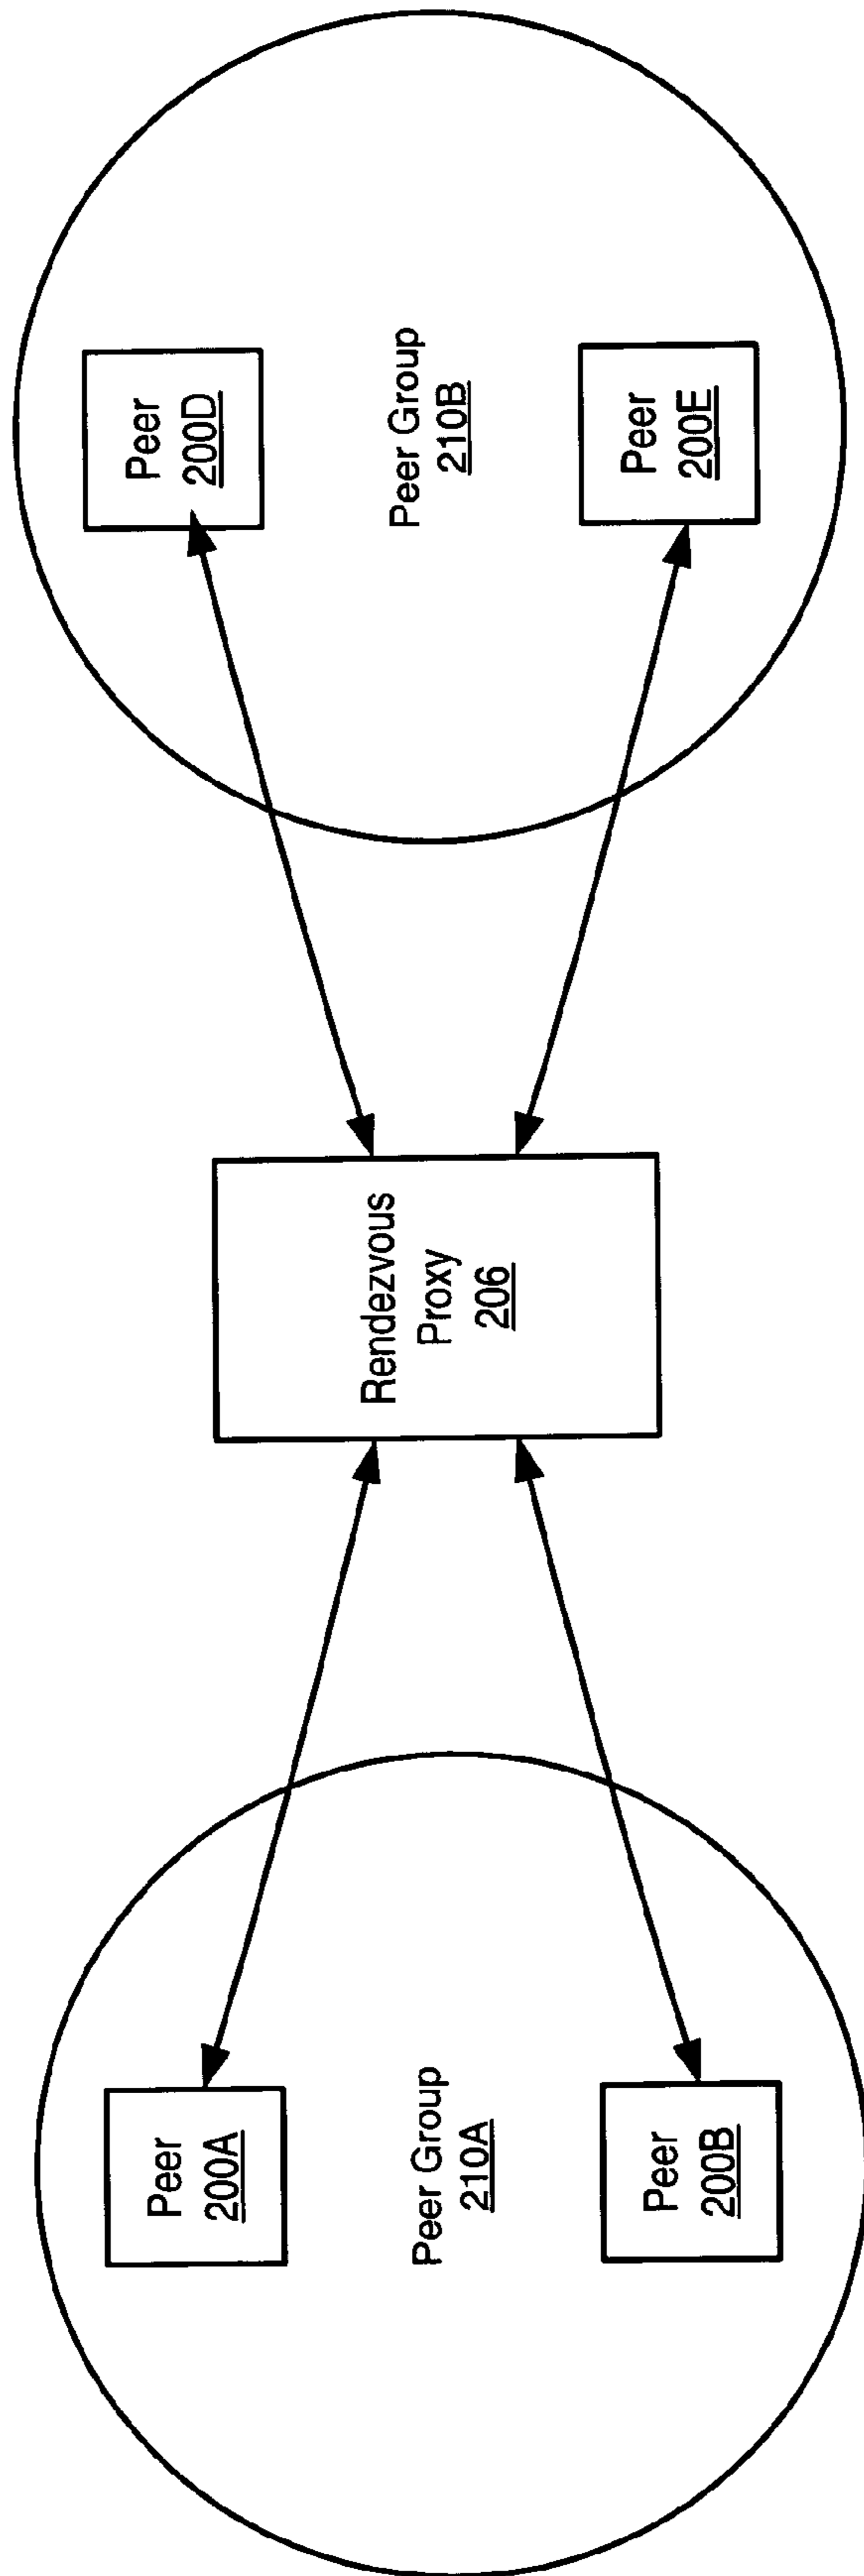 Peer
200A
Peer Group
210A
Peer
200B
Rendezvous
Proxy
206
Peer
200D
Peer Group
210B
Peer
200E